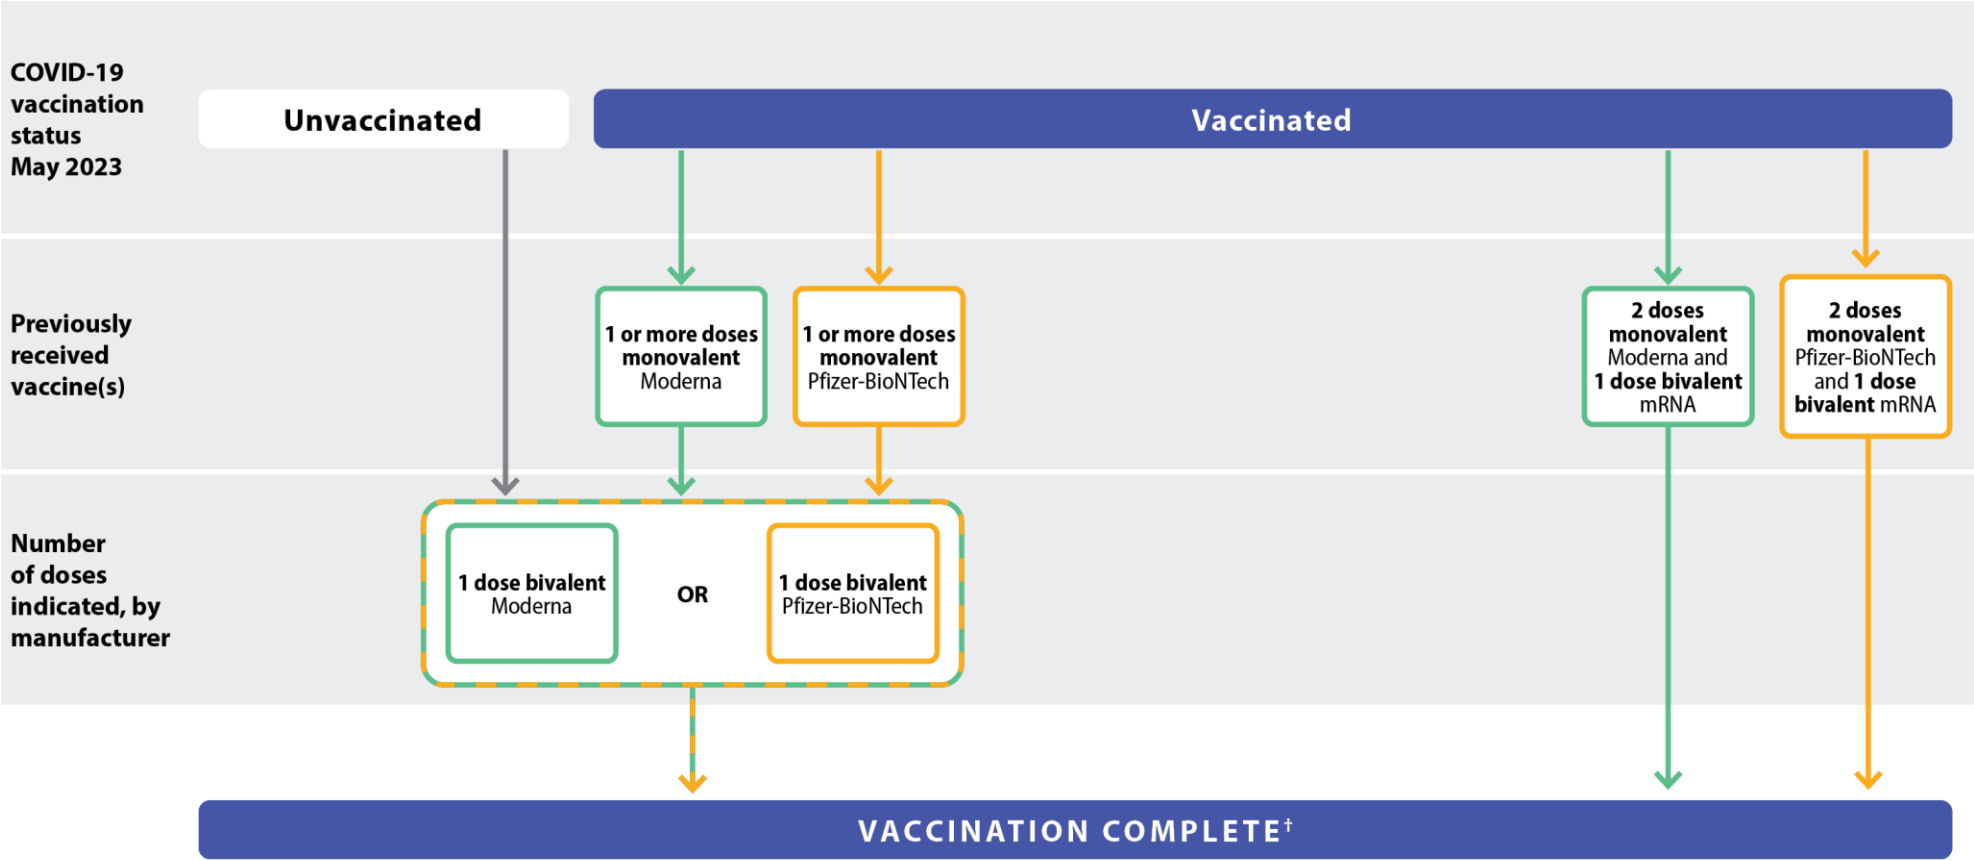 COVID-19
vaccination
status
May 2023
Unvaccinated
Vaccinated
Previously
received
vaccine(s)
1 or more doses
monovalent
Moderna
1 or more doses
monovalent
Pfizer-BioNTech
2 doses
monovalent
Moderna and
1 dose bivalent
mRNA
2 doses
monovalent
Pfizer-BioNTech
and 1 dose
bivalent mRNA
Number
of doses
indicated, by
manufacturer
1 dose bivalent
Moderna
OR
1 dose bivalent
Pfizer-BioNTech
VACCINATION COMPLETE†